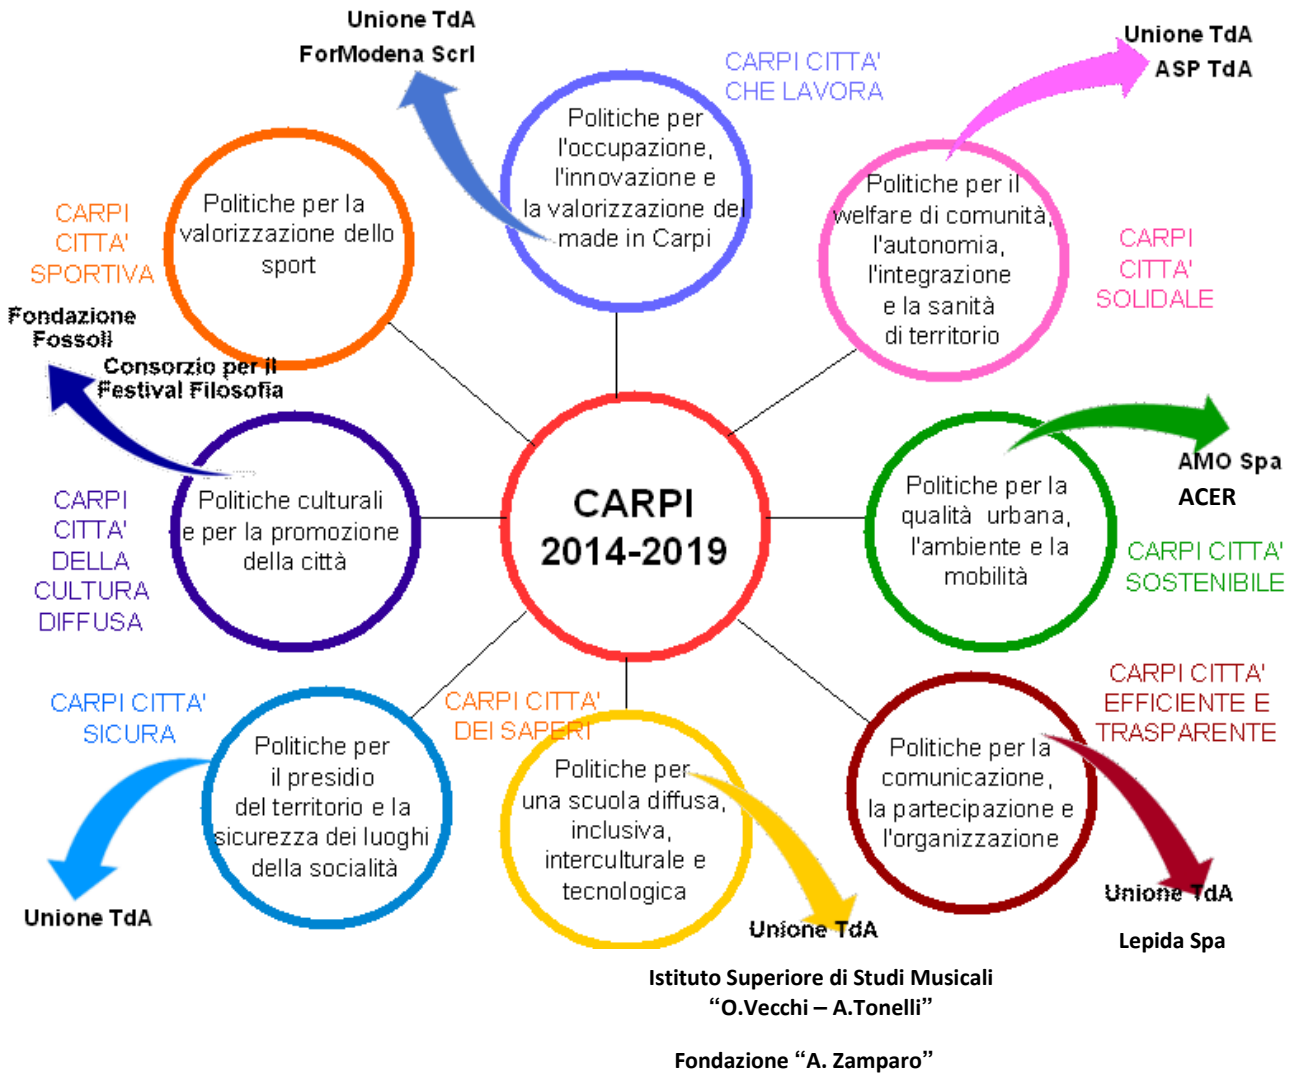 Unione TdA
ForModena Scrl
CARPI CITTA'
CHE LAVORA
Politiche per
l'occupazione,
l'innovazione e
la valorizzazione del
made in Carpi
Unione TdA
ASP TdA
Politiche per il
welfare di comunità,
l'autonomia,
l'integrazione
e la sanità
di territorio
CARPI
CITTA'
SOLIDALE
CARPI
CITTA'
SPORTIVA
Politiche per la
valorizzazione dello
sport
Fondazione
Fossoli
Consorzio per il
Festival Filosofia
CARPI
CITTA'
DELLA
CULTURA
DIFFUSA
Politiche culturali
e per la promozione
della città
CARPI
2014-2019
Politiche per la
qualità urbana,
l'ambiente e la
mobilità
AMO Spa
ACER
CARPI CITTA'
SOSTENIBILE
CARPI CITTA'
SICURA
Politiche per
il presidio
del territorio e la
sicurezza dei luoghi
della socialità
Unione TdA
CARPI CITTA'
DEI SAPERI
Politiche per
una scuola diffusa,
inclusiva,
interculturale e
tecnologica
Unione TdA
Istituto Superiore di Studi Musicali
“O.Vecchi – A.Tonelli”
Fondazione “A. Zamparo”
CARPI CITTA'
EFFICIENTE E
TRASPARENTE
Politiche per la
comunicazione,
la partecipazione e
l'organizzazione
Unione TdA
Lepida Spa